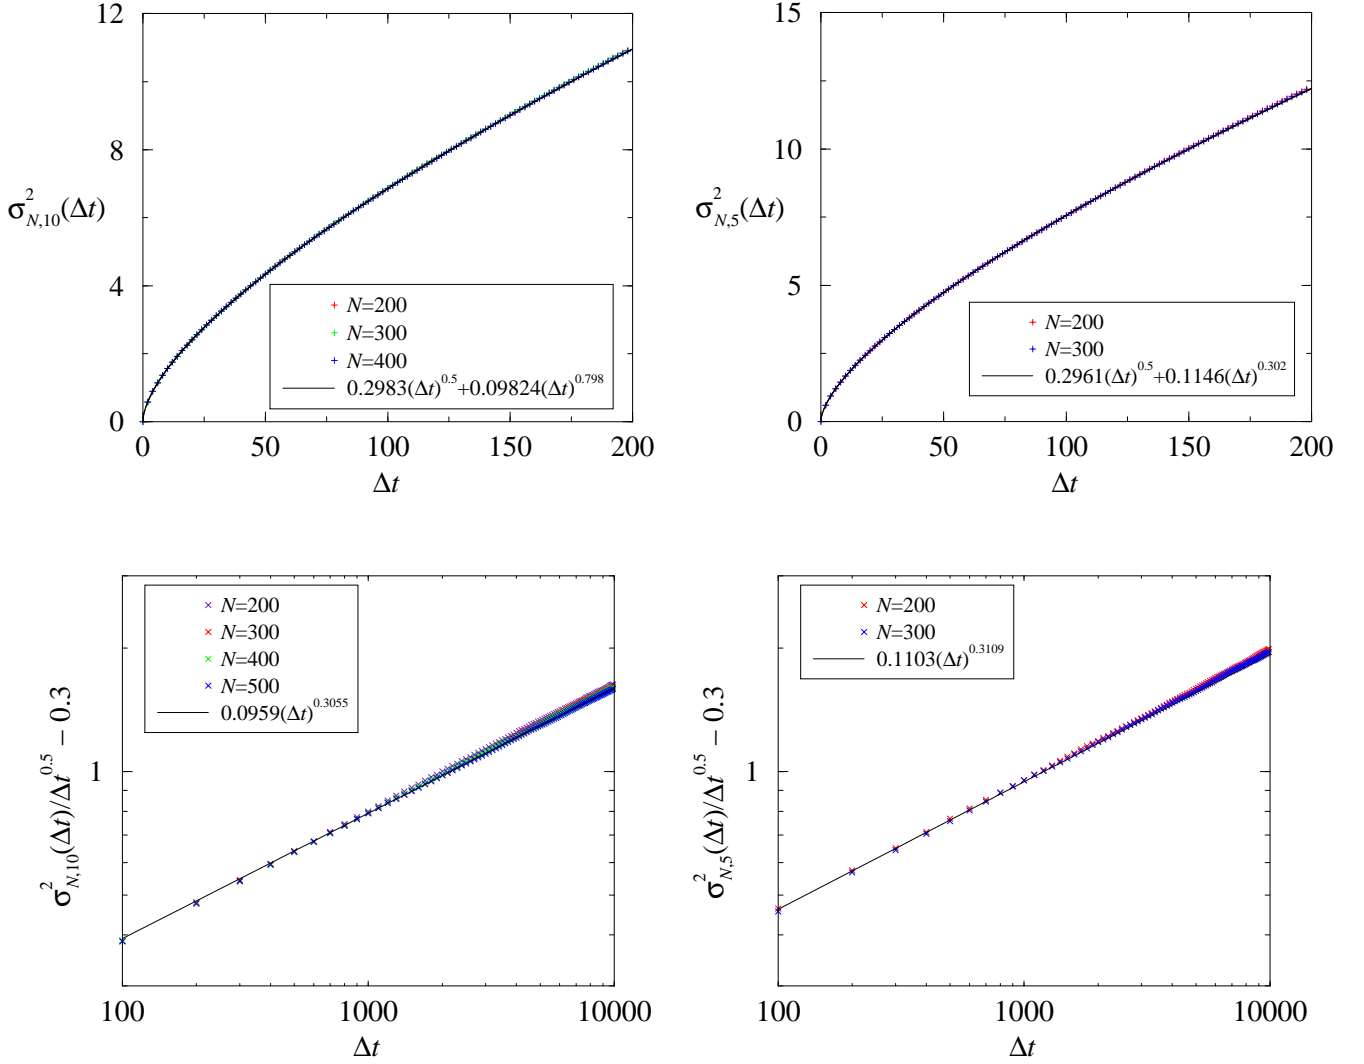 12
8
4
0
σ²_{N,10}(Δt)
N=200
N=300
N=400
0.2983(Δt)^{0.5}+0.09824(Δt)^{0.798}
0 50 100 150 200
Δt
15
10
5
0
σ²_{N,5}(Δt)
N=200
N=300
0.2961(Δt)^{0.5}+0.1146(Δt)^{0.302}
0 50 100 150 200
Δt
σ²_{N,10}(Δt)/Δt^{0.5} – 0.3
1
N=200
N=300
N=400
N=500
0.0959(Δt)^{0.3055}
100 1000 10000
Δt
σ²_{N,5}(Δt)/Δt^{0.5} – 0.3
1
N=200
N=300
0.1103(Δt)^{0.3109}
100 1000 10000
Δt